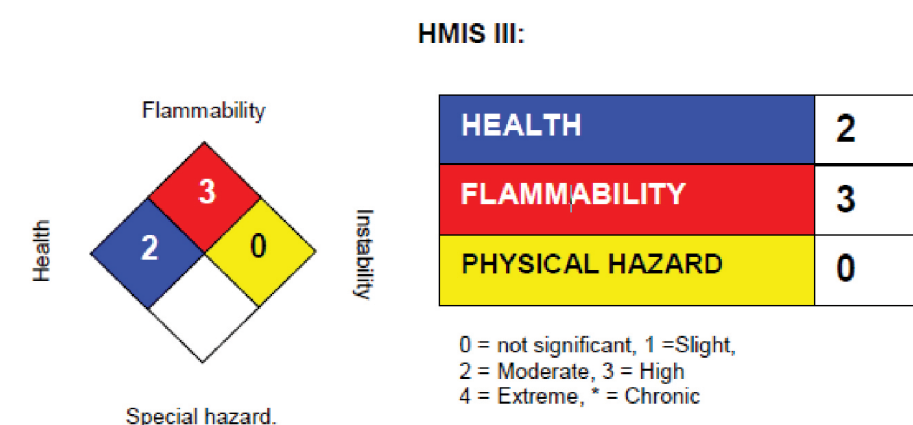 HMIS III:
Flammability
3
Health
2
0
Instability
Special hazard.
HEALTH 2
FLAMMABILITY 3
PHYSICAL HAZARD 0
0 = not significant, 1 =Slight,
2 = Moderate, 3 = High
4 = Extreme, * = Chronic